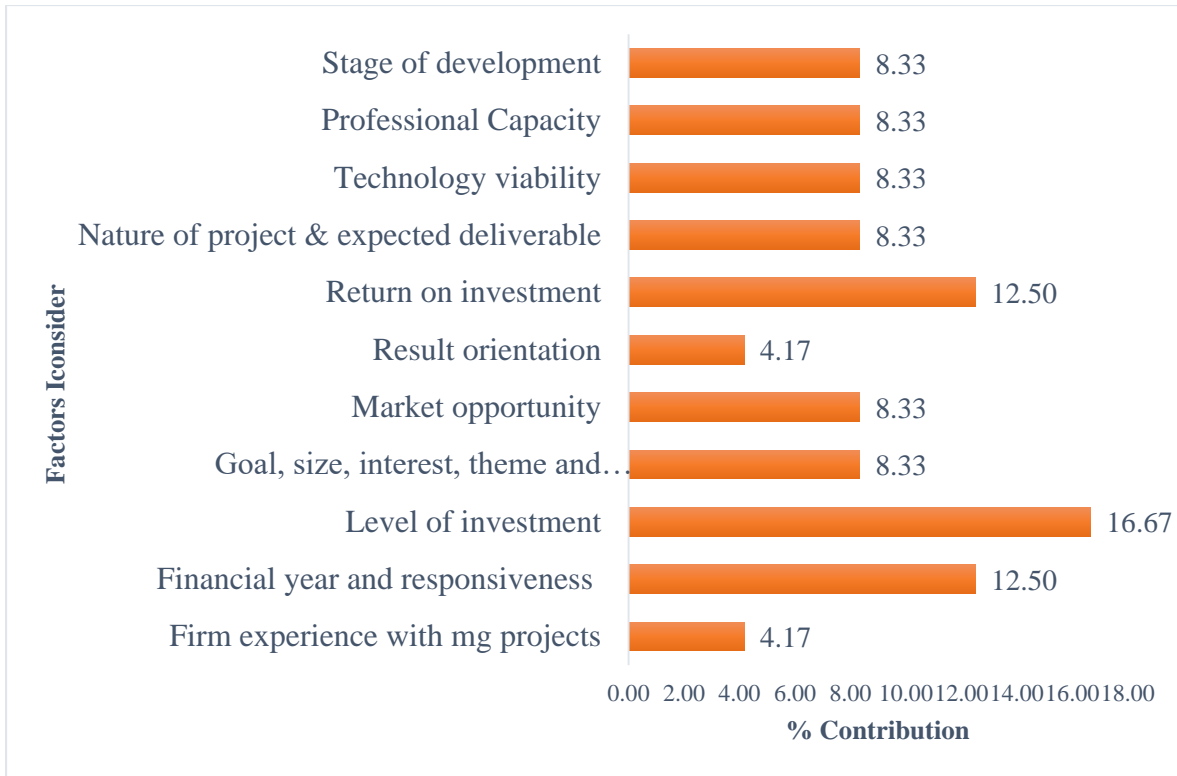 Stage of development 8.33
Professional Capacity 8.33
Technology viability 8.33
Nature of project & expected deliverable 8.33
Return on investment 12.50
Result orientation 4.17
Market opportunity 8.33
Goal, size, interest, theme and… 8.33
Level of investment 16.67
Financial year and responsiveness 12.50
Firm experience with mg projects 4.17
Factors Iconsider
0.00 2.00 4.00 6.00 8.00 10.00 12.00 14.00 16.00 18.00
% Contribution